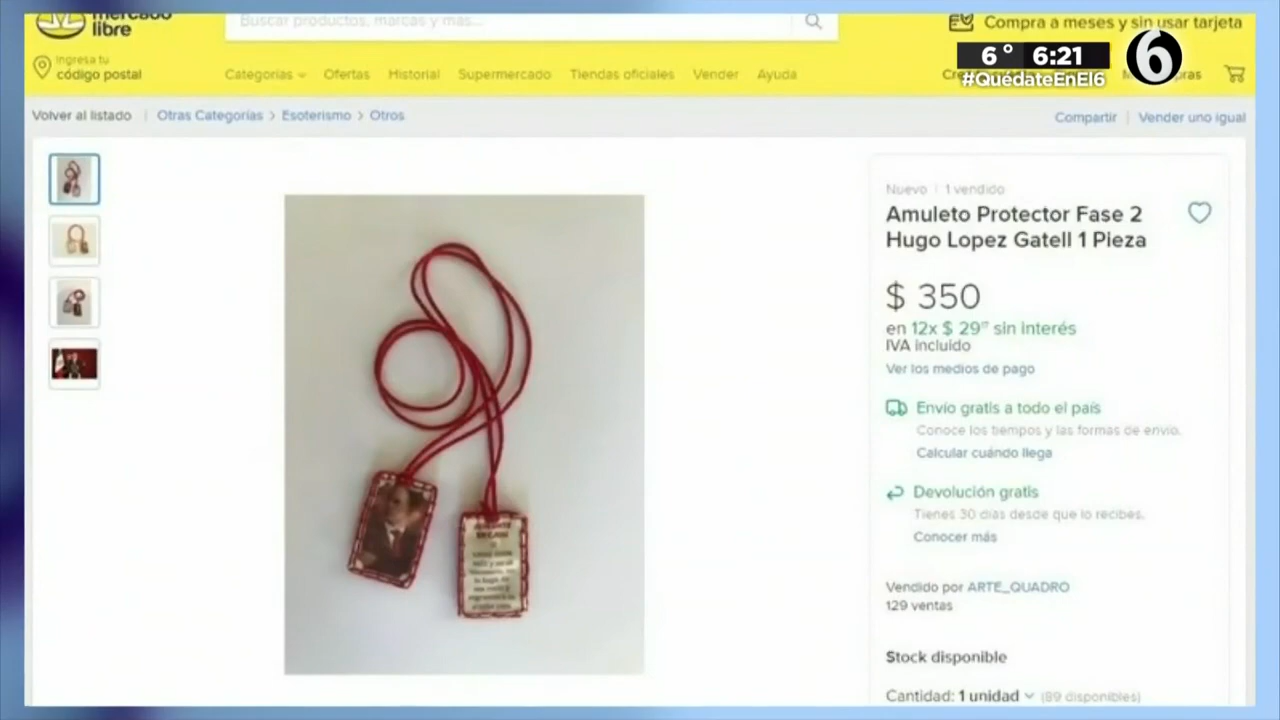 mercado
libre
Buscar productos, marcas y más...
Compra a meses y sin usar tarjeta
6° 6:21
#QuédateEnEl6
6
Ingresa tu
código postal
Categorías Ofertas Historial Supermercado Tiendas oficiales Vender Ayuda
Volver al listado | Otras Categorías > Esoterismo > Otros
Compartir | Vender uno igual
Nuevo | 1 vendido
Amuleto Protector Fase 2
Hugo Lopez Gatell 1 Pieza
$ 350
en 12x $ 29¹⁷ sin interés
IVA incluido
Ver los medios de pago
Envío gratis a todo el país
Conoce los tiempos y las formas de envío.
Calcular cuándo llega
Devolución gratis
Tienes 30 días desde que lo recibes.
Conocer más
Vendido por ARTE_QUADRO
129 ventas
Stock disponible
Cantidad: 1 unidad (89 disponibles)